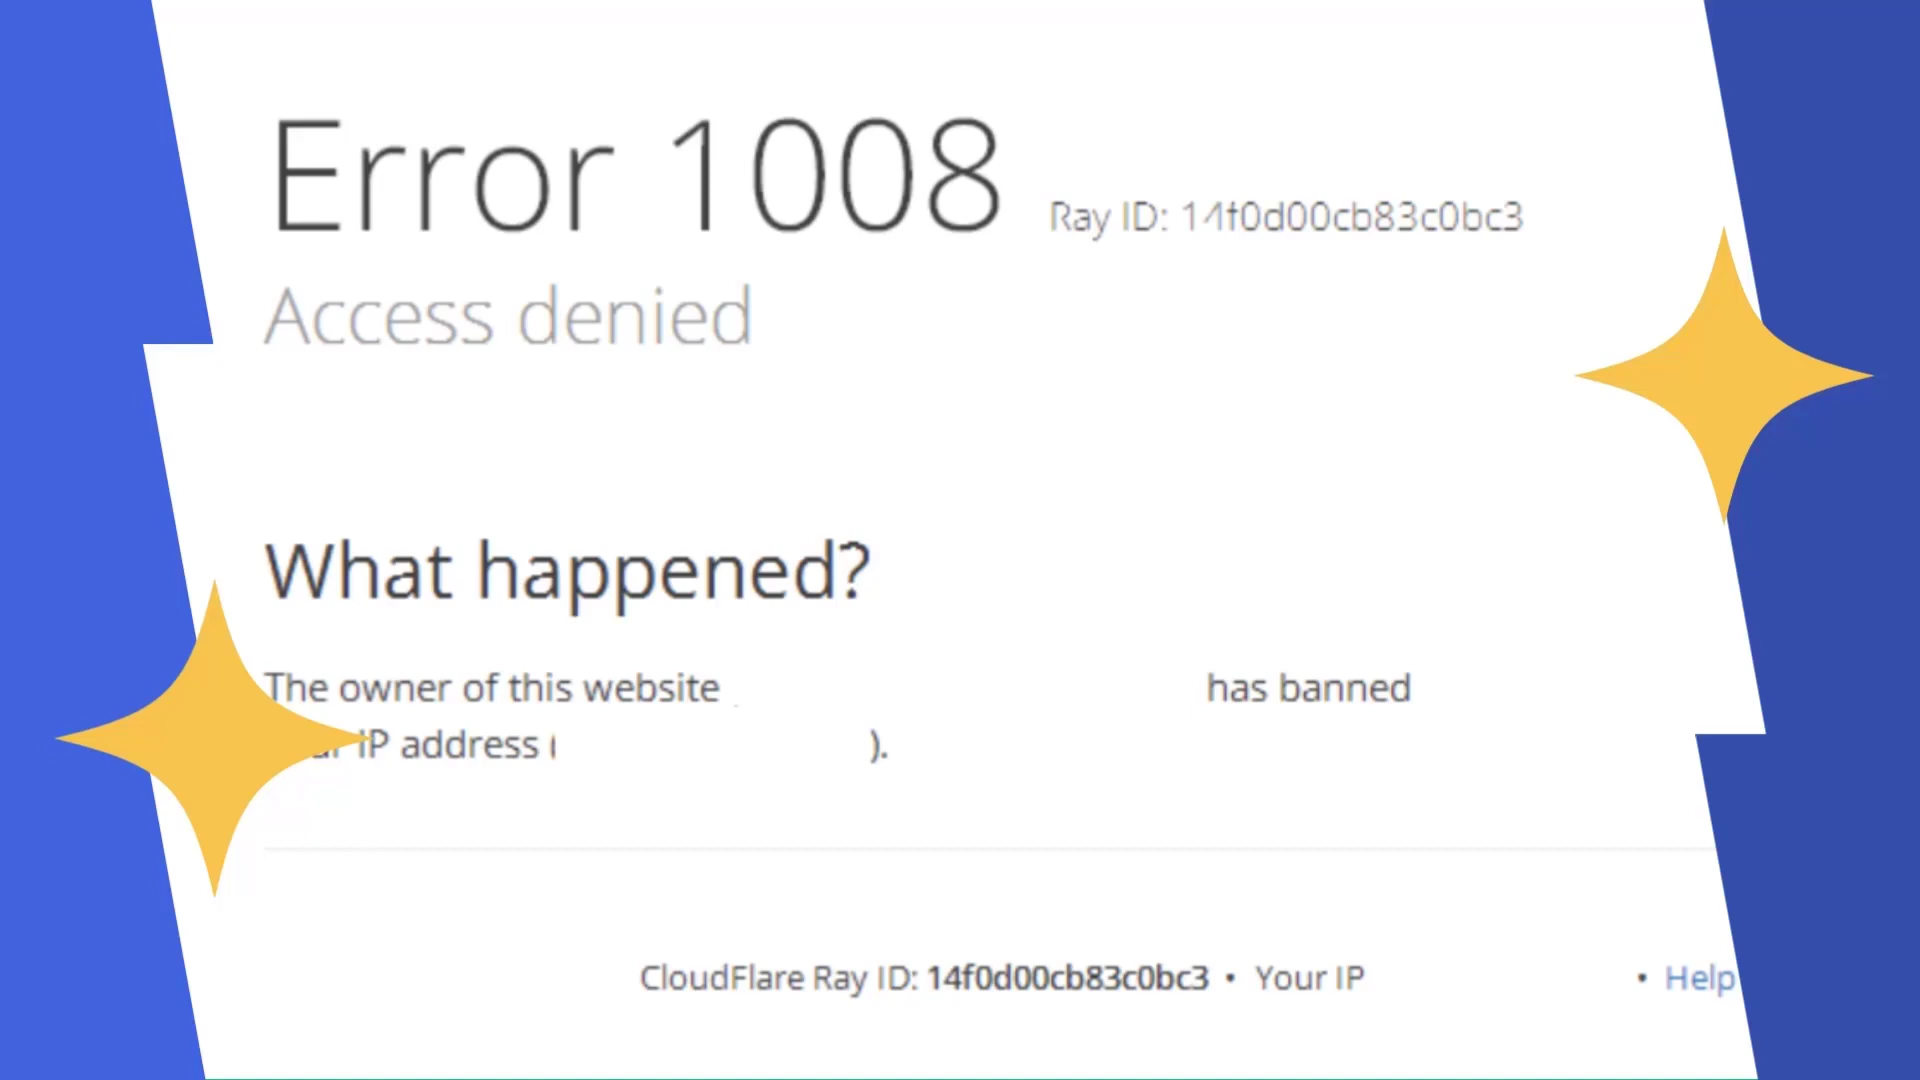 Error 1008 Ray ID: 14f0d00cb83c0bc3
Access denied
What happened?
The owner of this website has banned
IP address ( ).
CloudFlare Ray ID: 14f0d00cb83c0bc3 • Your IP • Help